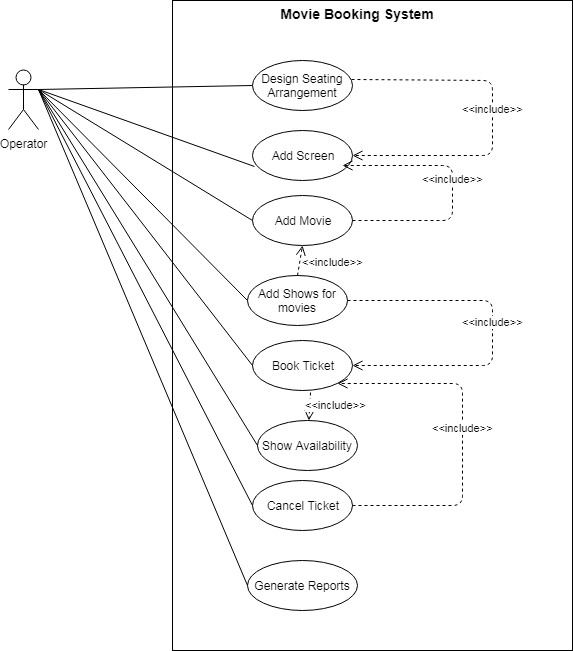 Movie Booking System
Design Seating
Arrangement
<<include>>
Operator
Add Screen
<<include>>
Add Movie
<<include>>
Add Shows for
movies
<<include>>
Book Ticket
<<include>>
<<include>>
Show Availability
Cancel Ticket
Generate Reports